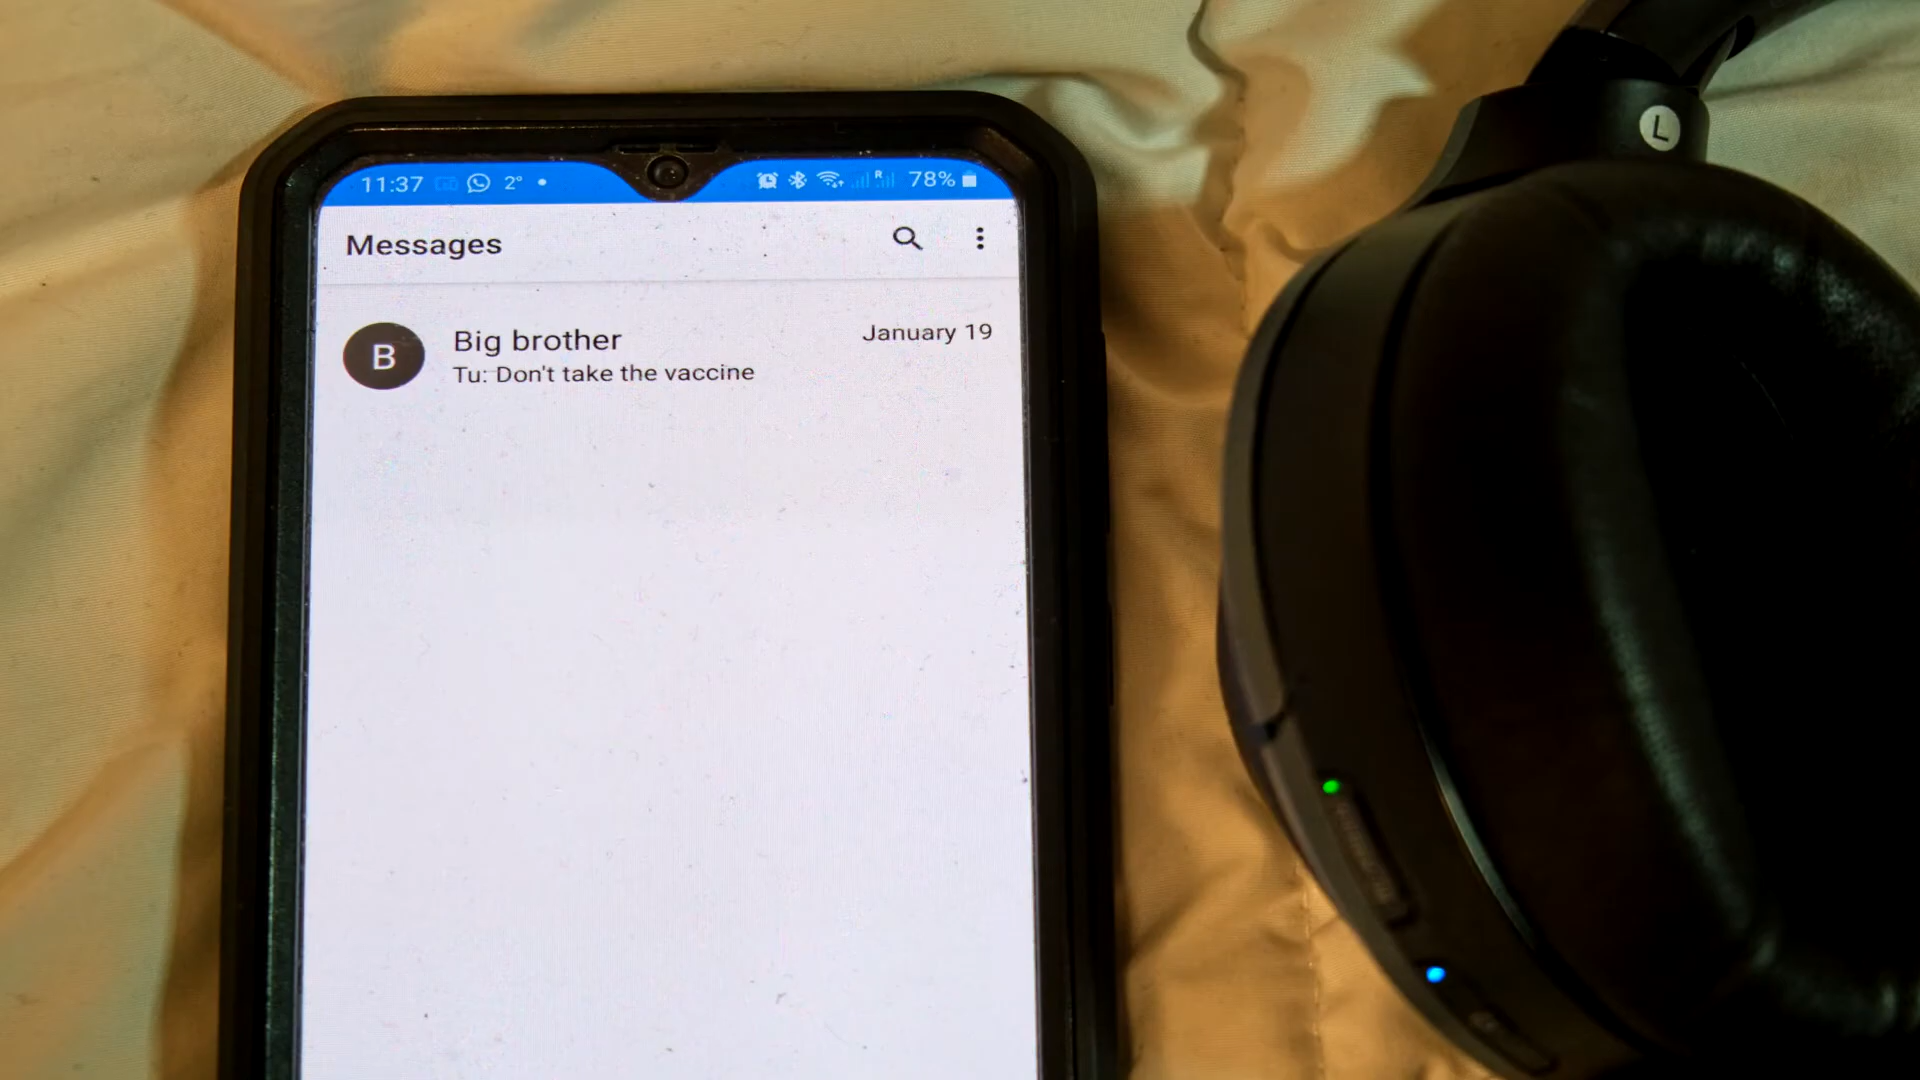 11:37 2° 78%
Messages
B
Big brother
January 19
Tu: Don't take the vaccine
L
R